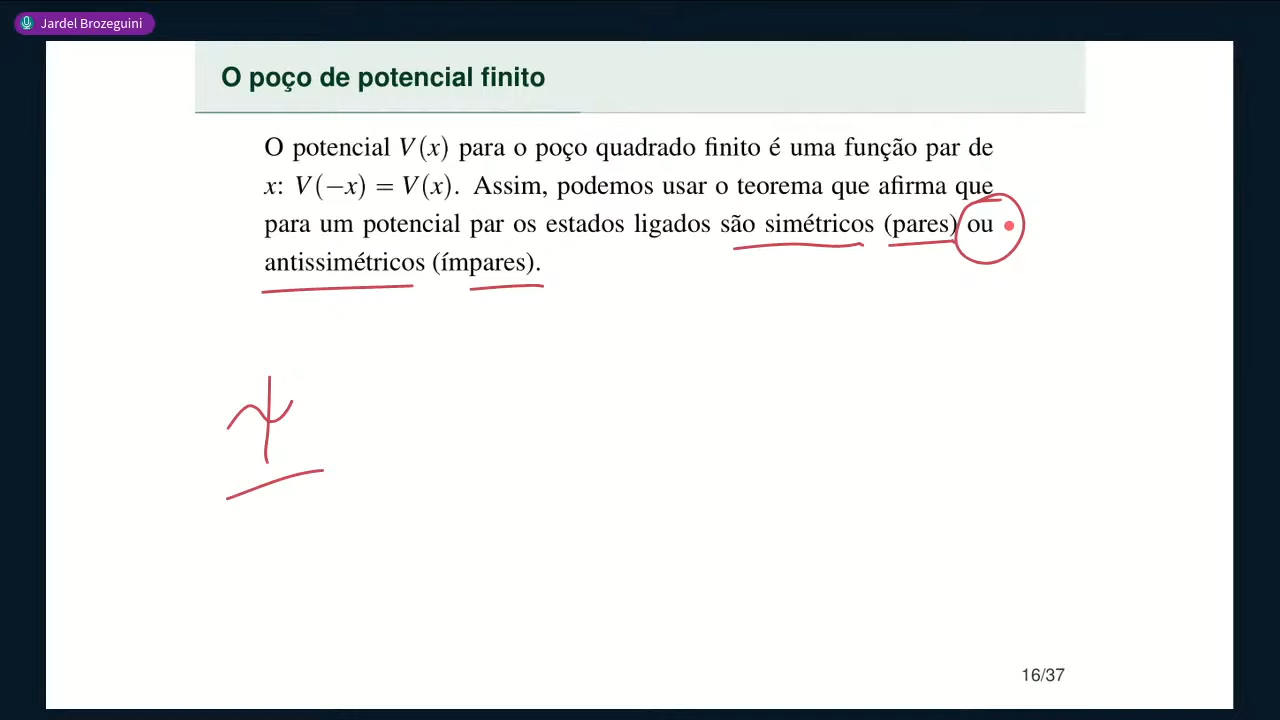 Jardel Brozeguini
O poço de potencial finito
O potencial V(x) para o poço quadrado finito é uma função par de
x: V(−x) = V(x). Assim, podemos usar o teorema que afirma que
para um potencial par os estados ligados são simétricos (pares) ou
antissimétricos (ímpares).
ψ
16/37